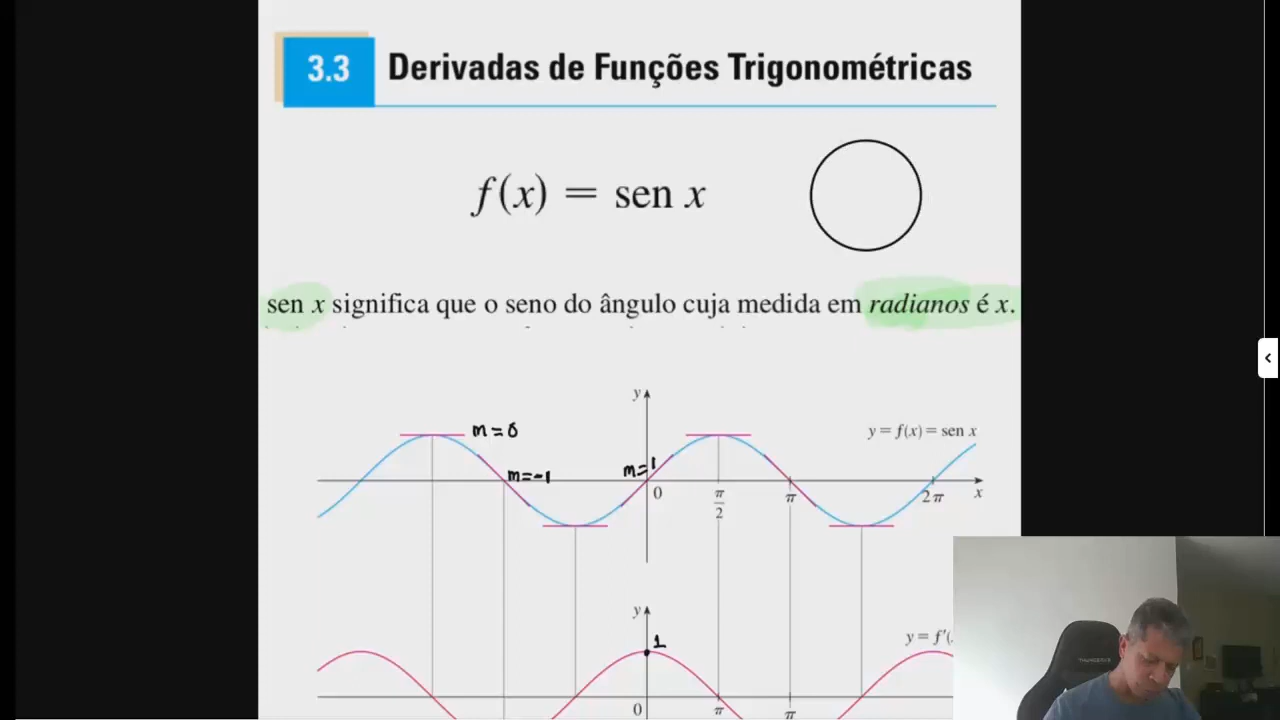 3.3 Derivadas de Funções Trigonométricas
f(x) = sen x
sen x significa que o seno do ângulo cuja medida em radianos é x.
y
m=0
y = f(x) = sen x
m=-1
m=1
0
π/2
π
2π
x
y
1
y = f'(
0
π
π